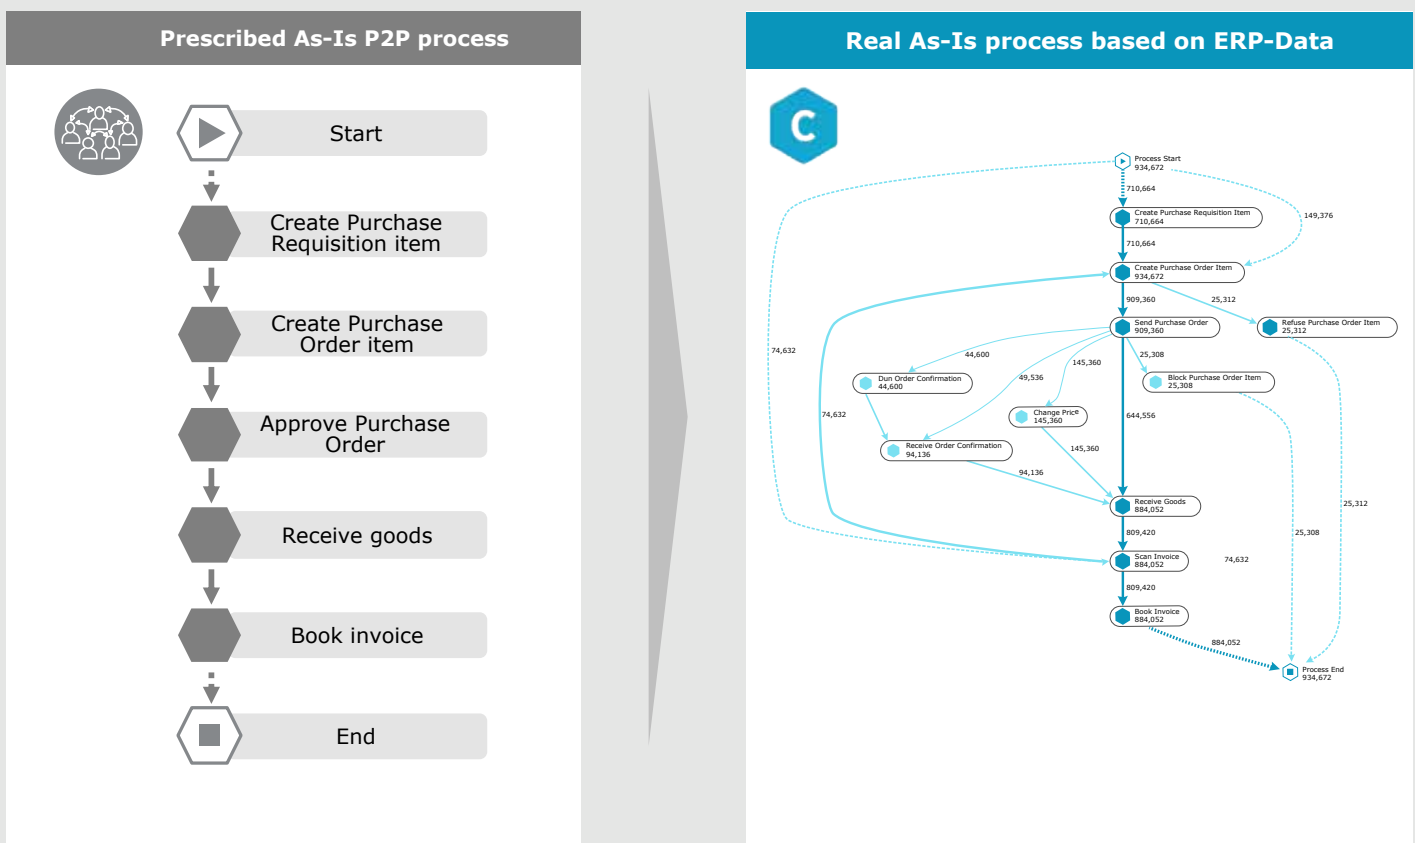 Prescribed As-Is P2P process
Start
Create Purchase
Requisition item
Create Purchase
Order item
Approve Purchase
Order
Receive goods
Book invoice
End
Real As-Is process based on ERP-Data
C
Process Start
934,672
710,664
149,376
Create Purchase Requisition Item
710,664
710,664
Create Purchase Order Item
934,672
909,360
25,312
Send Purchase Order
909,360
Refuse Purchase Order Item
25,312
74,632
44,600
49,536
145,360
25,308
Dun Order Confirmation
44,600
Block Purchase Order Item
25,308
74,632
Change Price
145,360
644,556
Receive Order Confirmation
94,136
145,360
94,136
Receive Goods
884,052
25,312
809,420
25,308
Scan Invoice
884,052
74,632
809,420
Book Invoice
884,052
884,052
Process End
934,672